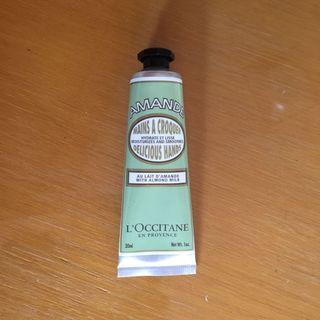 AMANDE
MAINS À CROQUER
HYDRATE ET LISSE
MOISTURIZES AND SMOOTHES
DELICIOUS HANDS
AU LAIT D'AMANDE
WITH ALMOND MILK
L'OCCITANE
EN PROVENCE
30ml Net Wt. 1oz.